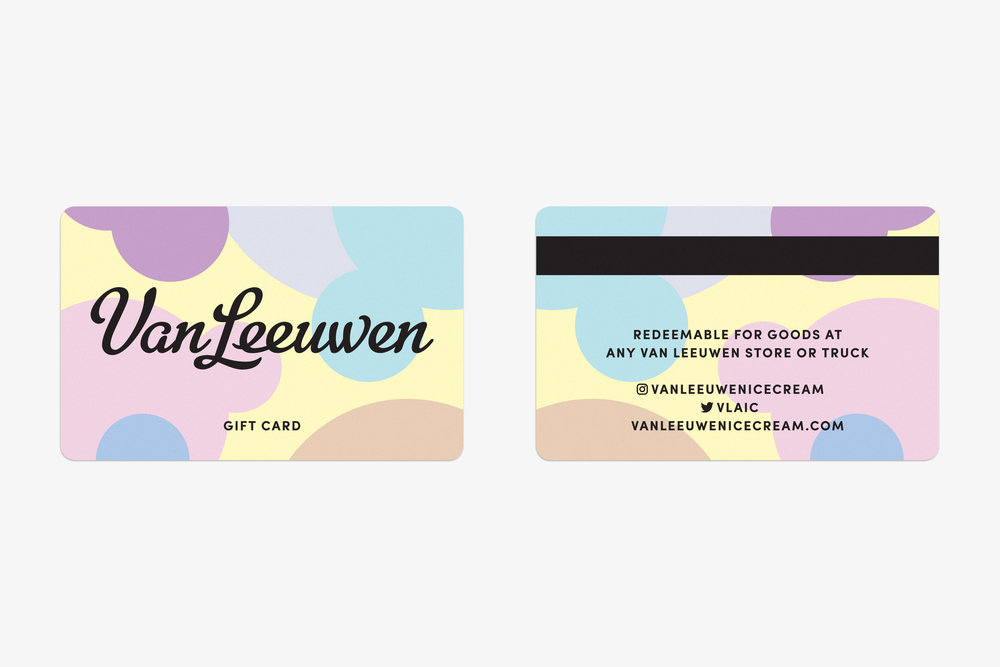 Van Leeuwen
GIFT CARD
REDEEMABLE FOR GOODS AT
ANY VAN LEEUWEN STORE OR TRUCK
VANLEEUWENICECREAM
VLAIC
VANLEEUWENICECREAM.COM